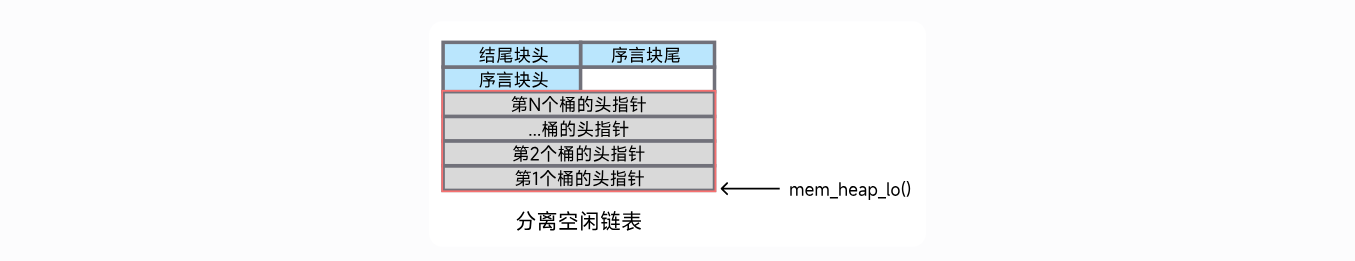 结尾块头 序言块尾
序言块头
第N个桶的头指针
...桶的头指针
第2个桶的头指针
第1个桶的头指针
mem_heap_lo()
分离空闲链表